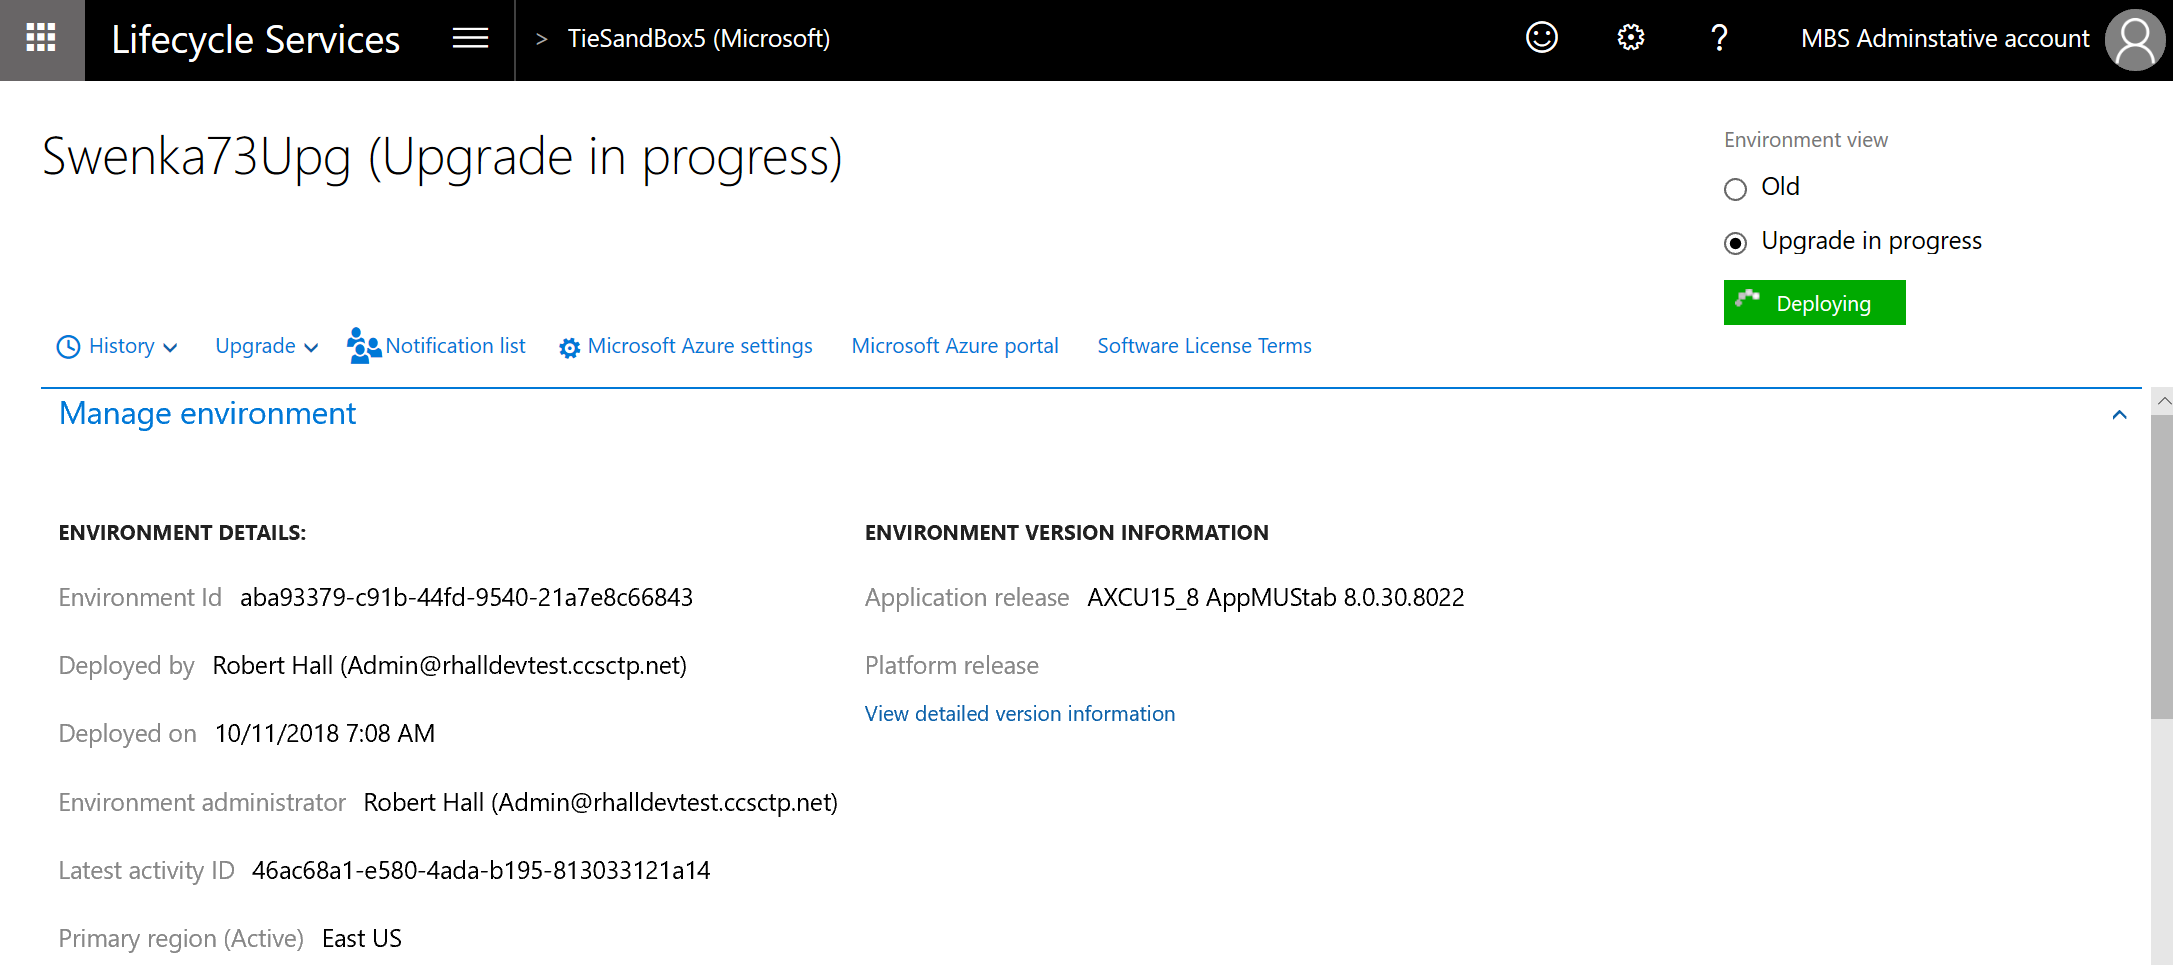 Lifecycle Services > TieSandBox5 (Microsoft) ? MBS Adminstative account
Swenka73Upg (Upgrade in progress)
Environment view
Old
Upgrade in progress
Deploying
History Upgrade Notification list Microsoft Azure settings Microsoft Azure portal Software License Terms
Manage environment
ENVIRONMENT DETAILS:
Environment Id aba93379-c91b-44fd-9540-21a7e8c66843
Deployed by Robert Hall (Admin@rhalldevtest.ccsctp.net)
Deployed on 10/11/2018 7:08 AM
Environment administrator Robert Hall (Admin@rhalldevtest.ccsctp.net)
Latest activity ID 46ac68a1-e580-4ada-b195-813033121a14
Primary region (Active) East US
ENVIRONMENT VERSION INFORMATION
Application release AXCU15_8 AppMUStab 8.0.30.8022
Platform release
View detailed version information